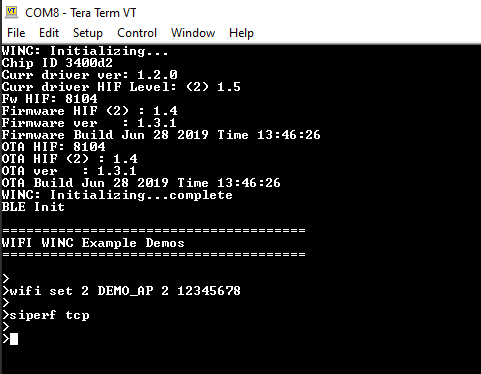 COM8 - Tera Term VT
File Edit Setup Control Window Help
WINC: Initializing...
Chip ID 3400d2
Curr driver ver: 1.2.0
Curr driver HIF Level: (2) 1.5
Fw HIF: 8104
Firmware HIF (2) : 1.4
Firmware ver   : 1.3.1
Firmware Build Jun 28 2019 Time 13:46:26
OTA HIF: 8104
OTA HIF (2) : 1.4
OTA ver   : 1.3.1
OTA Build Jun 28 2019 Time 13:46:26
WINC: Initializing...complete
BLE Init
======================================
WIFI WINC Example Demos
======================================
>
>wifi set 2 DEMO_AP 2 12345678
>
>siperf tcp
>
>